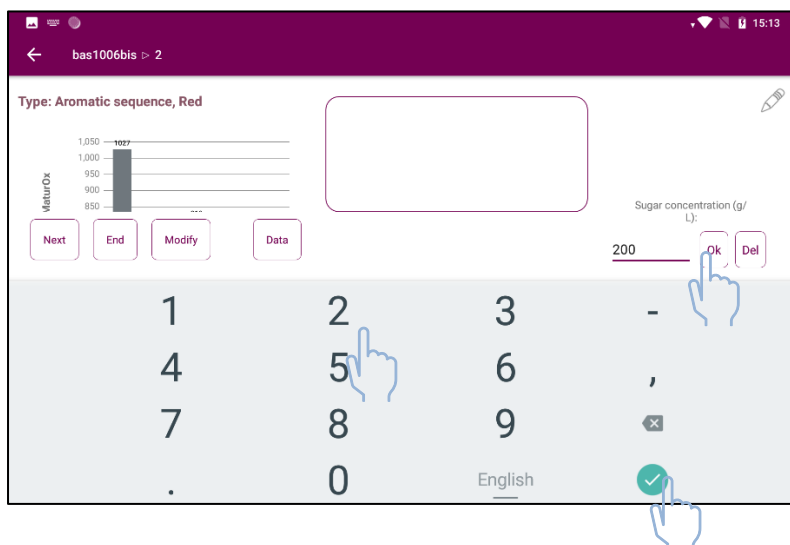 15:13
bas1006bis ▷ 2
Type: Aromatic sequence, Red
MaturOx
1,050
1027
1,000
950
900
850
Sugar concentration (g/
L):
Next End Modify Data
200 Ok Del
1 2 3 -
4 5 6 ,
7 8 9
. 0 English